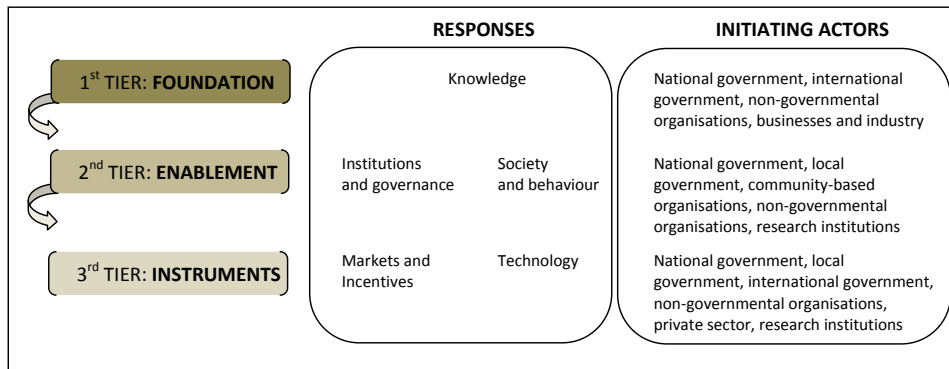 RESPONSES
INITIATING ACTORS
1st TIER: FOUNDATION
Knowledge
National government, international
government, non-governmental
organisations, businesses and industry
2nd TIER: ENABLEMENT
Institutions
and governance
Society
and behaviour
National government, local
government, community-based
organisations, non-governmental
organisations, research institutions
3rd TIER: INSTRUMENTS
Markets and
Incentives
Technology
National government, local
government, international government,
non-governmental organisations,
private sector, research institutions